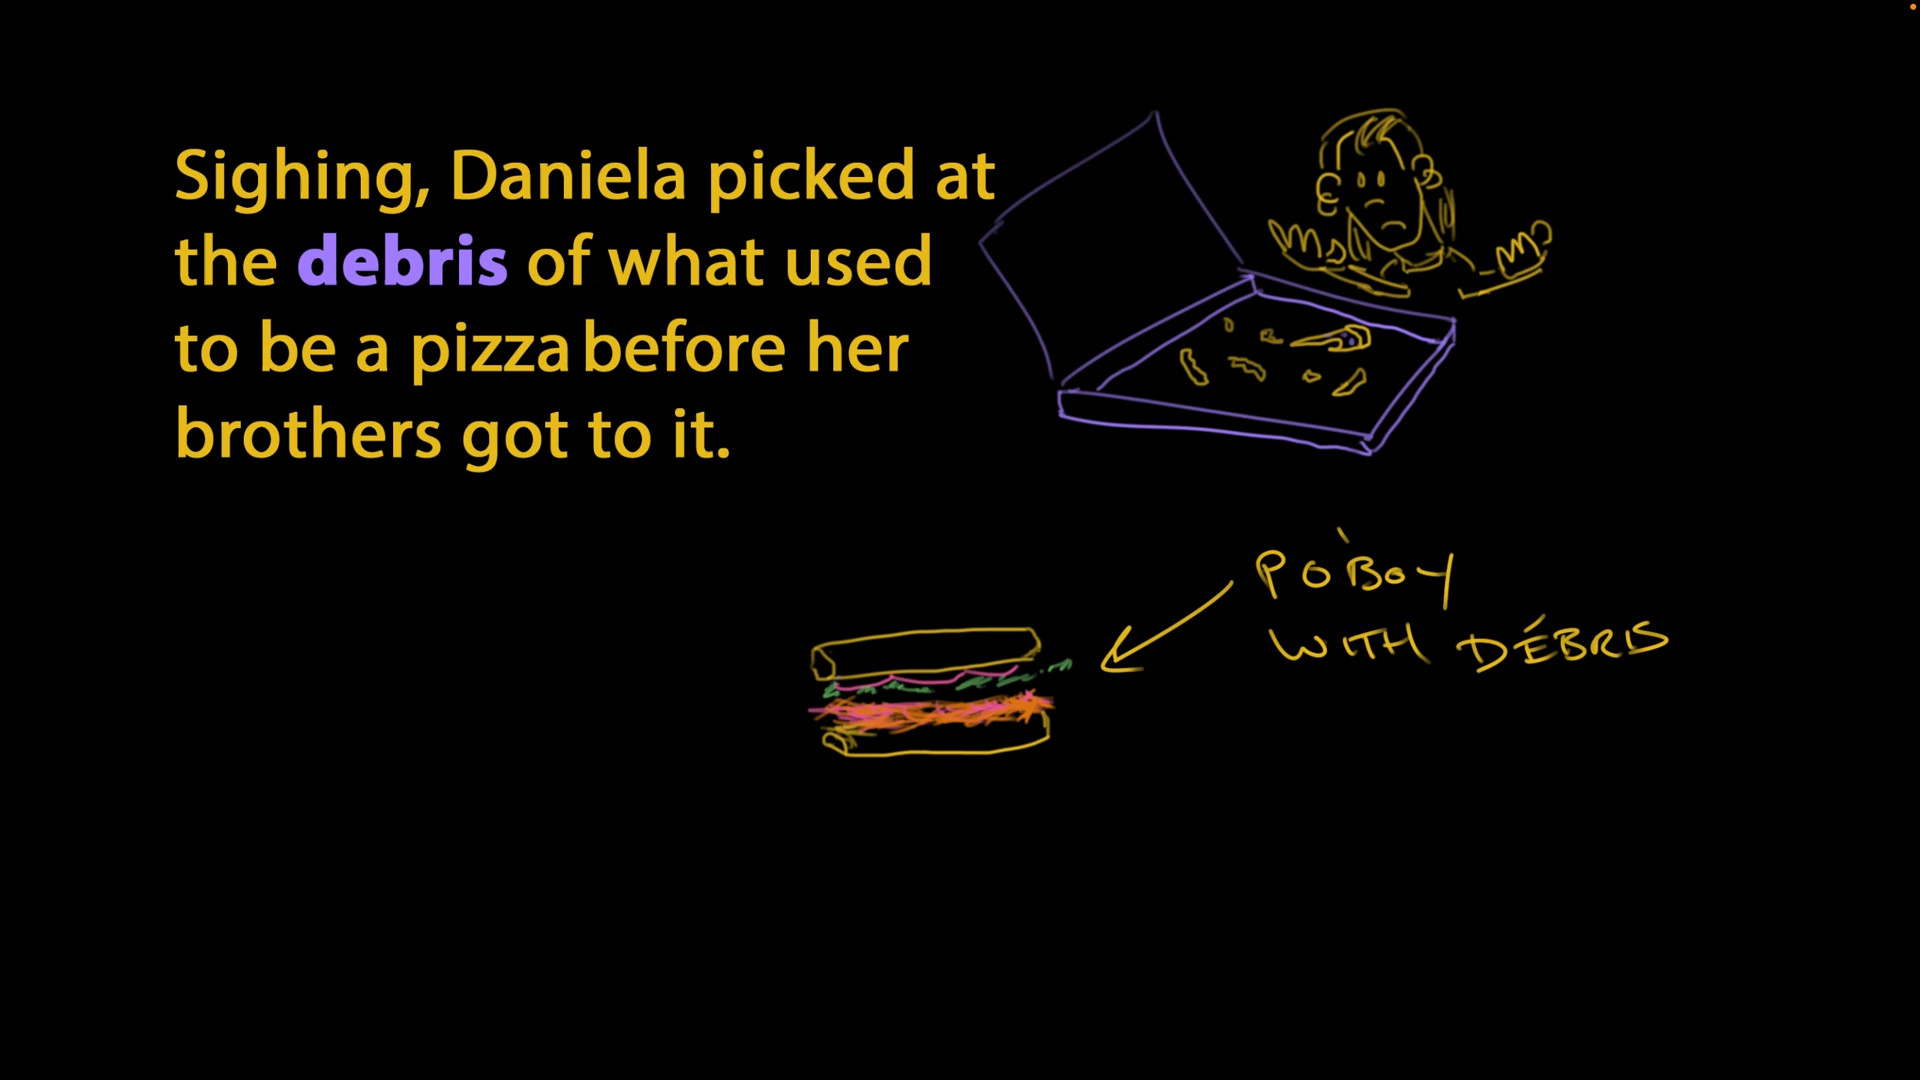 Sighing, Daniela picked at
the debris of what used
to be a pizza before her
brothers got to it.
PO'BOY
WITH DÉBRIS